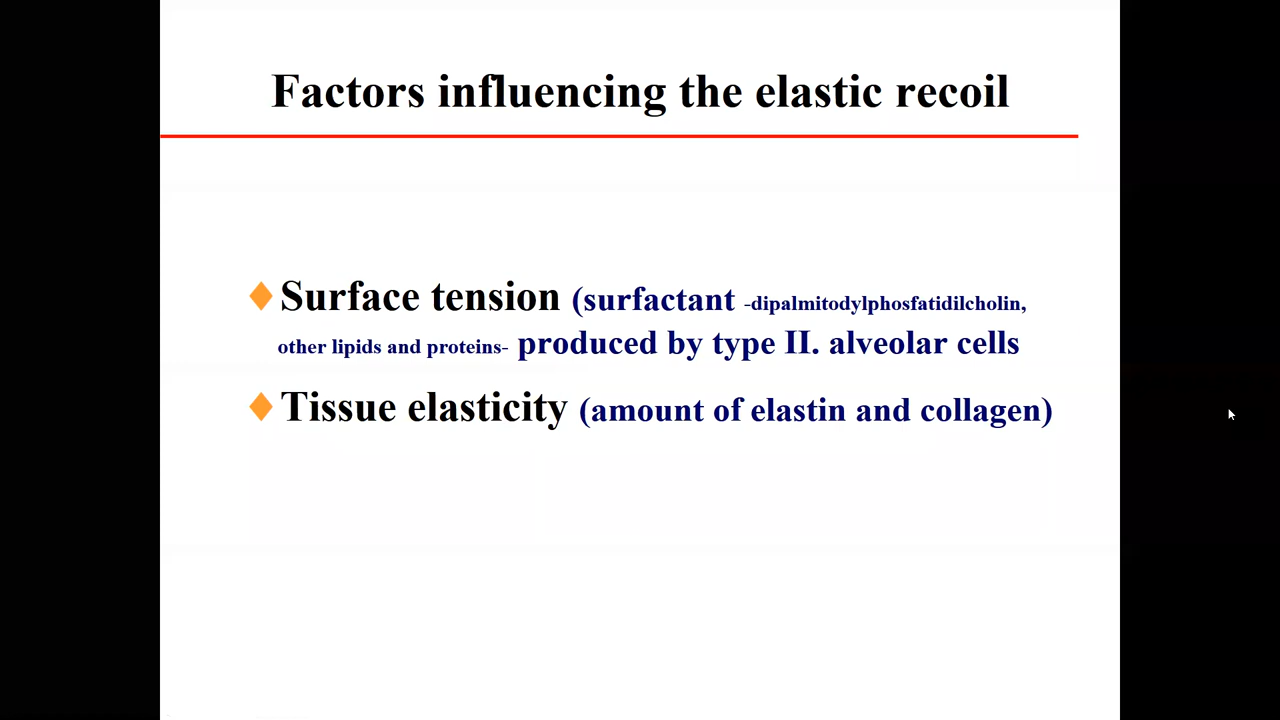 Factors influencing the elastic recoil
Surface tension (surfactant -dipalmitodylphosfatidilcholin,
other lipids and proteins- produced by type II. alveolar cells
Tissue elasticity (amount of elastin and collagen)